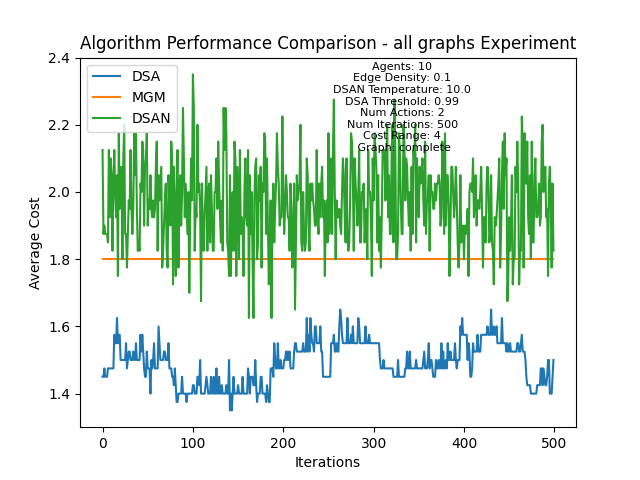 Algorithm Performance Comparison - all graphs Experiment
DSA
MGM
DSAN
Agents: 10
Edge Density: 0.1
DSAN Temperature: 10.0
DSA Threshold: 0.99
Num Actions: 2
Num Iterations: 500
Cost Range: 4
Graph: complete
Average Cost
2.4
2.2
2.0
1.8
1.6
1.4
0 100 200 300 400 500
Iterations